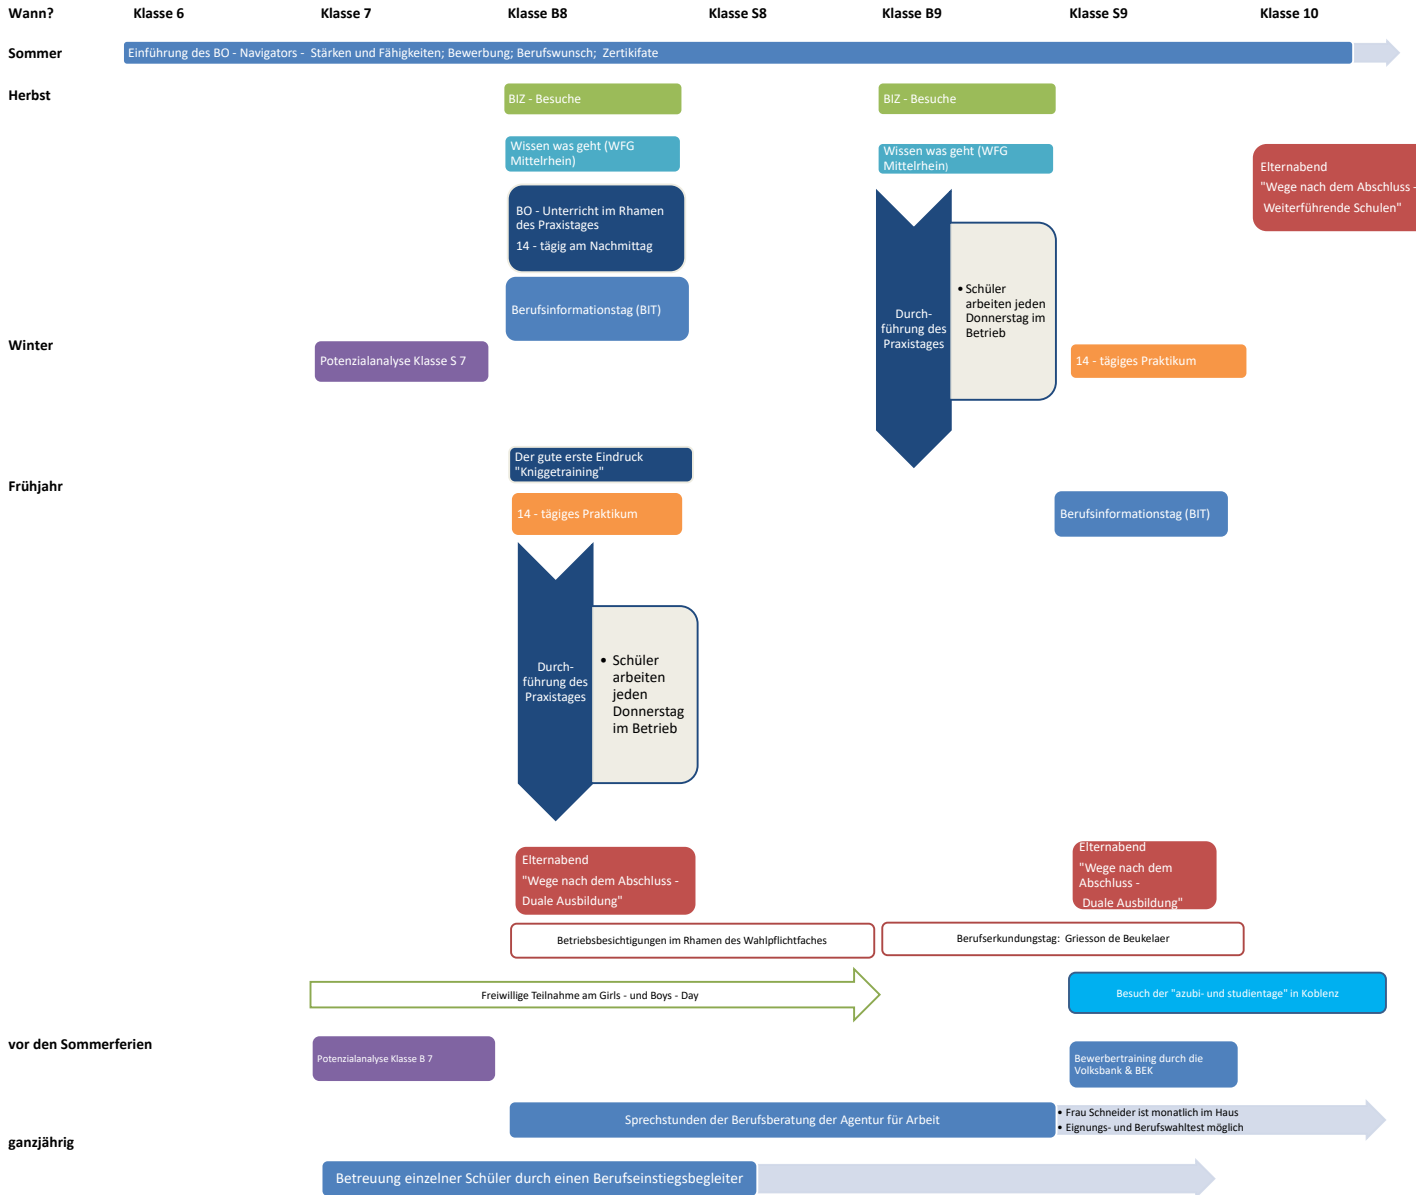 Wann? Klasse 6 Klasse 7 Klasse B8 Klasse S8 Klasse B9 Klasse S9 Klasse 10
Sommer
Einführung des BO - Navigators - Stärken und Fähigkeiten; Bewerbung; Berufswunsch; Zertikifate
Herbst
BIZ - Besuche
BIZ - Besuche
Wissen was geht (WFG
Mittelrhein)
Wissen was geht (WFG
Mittelrhein)
Elternabend
"Wege nach dem Abschluss -
Weiterführende Schulen"
BO - Unterricht im Rhamen
des Praxistages
14 - tägig am Nachmittag
Berufsinformationstag (BIT)
Durch-
führung des
Praxistages
• Schüler
arbeiten jeden
Donnerstag im
Betrieb
Winter
Potenzialanalyse Klasse S 7
14 - tägiges Praktikum
Der gute erste Eindruck
"Kniggetraining"
Frühjahr
14 - tägiges Praktikum
Berufsinformationstag (BIT)
Durch-
führung des
Praxistages
• Schüler
arbeiten
jeden
Donnerstag
im Betrieb
Elternabend
"Wege nach dem Abschluss -
Duale Ausbildung"
Elternabend
"Wege nach dem
Abschluss -
Duale Ausbildung"
Betriebsbesichtigungen im Rhamen des Wahlpflichtfaches
Berufserkundungstag: Griesson de Beukelaer
Freiwillige Teilnahme am Girls - und Boys - Day
Besuch der "azubi- und studientage" in Koblenz
vor den Sommerferien
Potenzialanalyse Klasse B 7
Bewerbertraining durch die
Volksbank & BEK
Sprechstunden der Berufsberatung der Agentur für Arbeit
• Frau Schneider ist monatlich im Haus
• Eignungs- und Berufswahltest möglich
ganzjährig
Betreuung einzelner Schüler durch einen Berufseinstiegsbegleiter